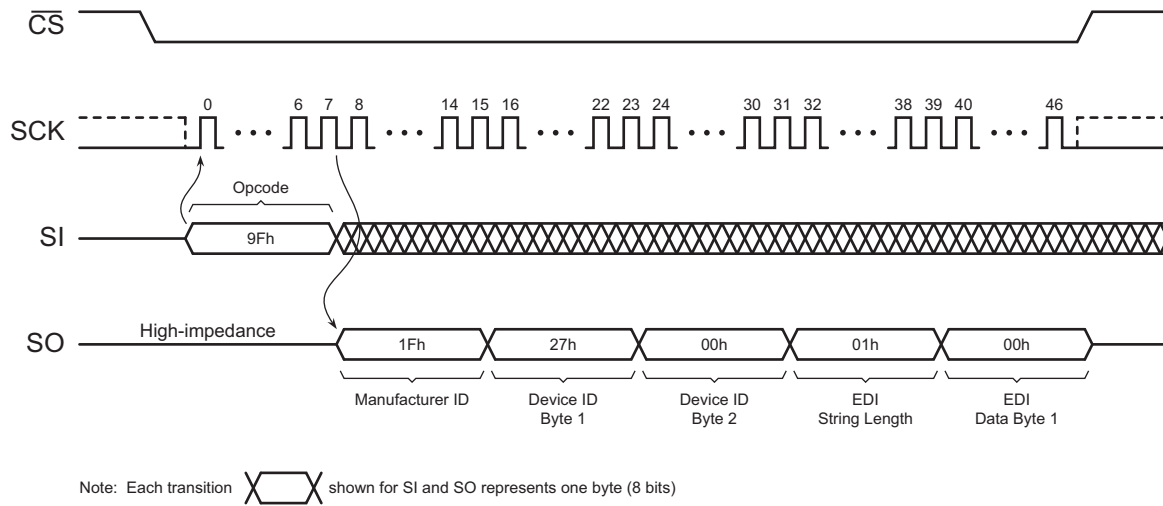 CS
0 6 7 8 14 15 16 22 23 24 30 31 32 38 39 40 46
SCK
Opcode
SI
9Fh
High-impedance
SO
1Fh 27h 00h 01h 00h
Manufacturer ID
Device ID
Byte 1
Device ID
Byte 2
EDI
String Length
EDI
Data Byte 1
Note: Each transition shown for SI and SO represents one byte (8 bits)